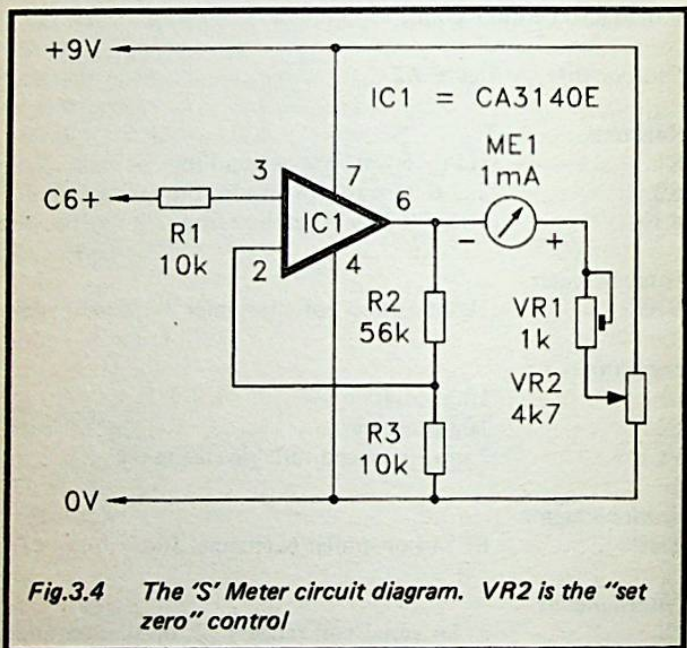 +9V
IC1 = CA3140E
ME1
1mA
3
7
C6+
IC1
6
R1
10k
2
4
- +
R2
56k
VR1
1k
VR2
4k7
R3
10k
0V
Fig.3.4 The 'S' Meter circuit diagram. VR2 is the "set
zero" control